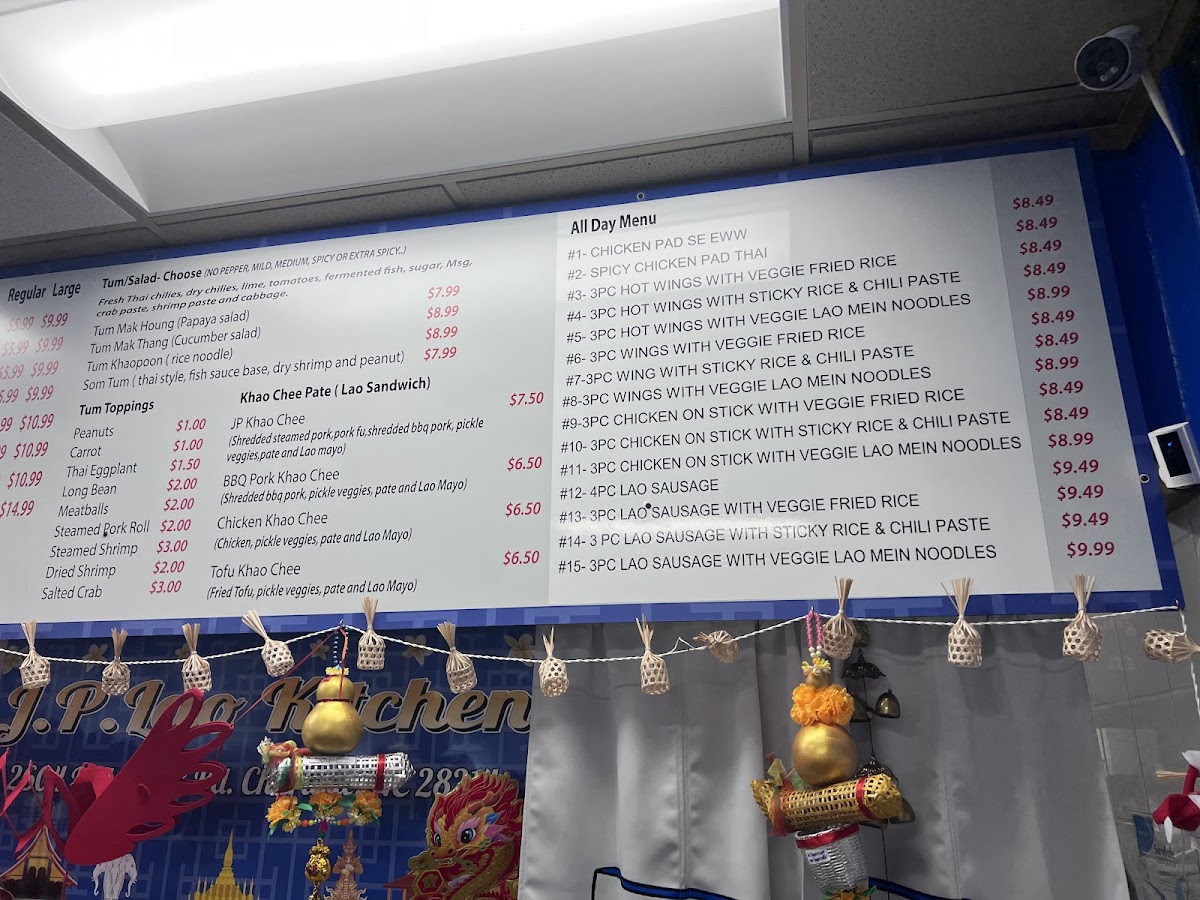 Regular Large
$5.99 $9.99
$5.99 $9.99
$5.99 $9.99
$9.99
$10.99
$10.99
$10.99
$14.99
Tum/Salad- Choose (NO PEPPER, MILD, MEDIUM, SPICY OR EXTRA SPICY..)
Fresh Thai chilies, dry chilies, lime, tomatoes, fermented fish, sugar, Msg,
crab paste, shrimp paste and cabbage.
Tum Mak Houng (Papaya salad) $7.99
Tum Mak Thang (Cucumber salad) $8.99
Tum Khaopoon ( rice noodle) $8.99
Som Tum ( thai style, fish sauce base, dry shrimp and peanut) $7.99
Tum Toppings
Peanuts $1.00
Carrot $1.00
Thai Eggplant $1.50
Long Bean $2.00
Meatballs $2.00
Steamed Pork Roll $2.00
Steamed Shrimp $3.00
Dried Shrimp $2.00
Salted Crab $3.00
Khao Chee Pate ( Lao Sandwich)
JP Khao Chee $7.50
(Shredded steamed pork,pork fu,shredded bbq pork, pickle
veggies,pate and Lao mayo)
BBQ Pork Khao Chee $6.50
(Shredded bbq pork, pickle veggies, pate and Lao Mayo)
Chicken Khao Chee $6.50
(Chicken, pickle veggies, pate and Lao Mayo)
Tofu Khao Chee $6.50
(Fried Tofu, pickle veggies, pate and Lao Mayo)
All Day Menu
#1- CHICKEN PAD SE EWW $8.49
#2- SPICY CHICKEN PAD THAI $8.49
#3- 3PC HOT WINGS WITH VEGGIE FRIED RICE $8.49
#4- 3PC HOT WINGS WITH STICKY RICE & CHILI PASTE $8.49
#5- 3PC HOT WINGS WITH VEGGIE LAO MEIN NOODLES $8.99
#6- 3PC WINGS WITH VEGGIE FRIED RICE $8.49
#7-3PC WING WITH STICKY RICE & CHILI PASTE $8.49
#8-3PC WINGS WITH VEGGIE LAO MEIN NOODLES $8.99
#9-3PC CHICKEN ON STICK WITH VEGGIE FRIED RICE $8.49
#10- 3PC CHICKEN ON STICK WITH STICKY RICE & CHILI PASTE $8.49
#11- 3PC CHICKEN ON STICK WITH VEGGIE LAO MEIN NOODLES $8.99
#12- 4PC LAO SAUSAGE $9.49
#13- 3PC LAO SAUSAGE WITH VEGGIE FRIED RICE $9.49
#14- 3 PC LAO SAUSAGE WITH STICKY RICE & CHILI PASTE $9.49
#15- 3PC LAO SAUSAGE WITH VEGGIE LAO MEIN NOODLES $9.99
J.P.Lao Kitchen